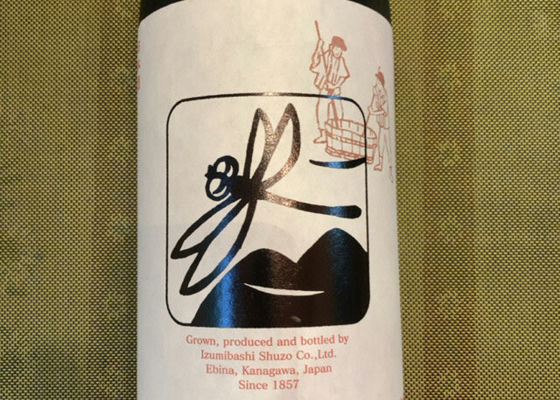 Grown, produced and bottled by
Izumibashi Shuzo Co.,Ltd.
Ebina, Kanagawa, Japan
Since 1857